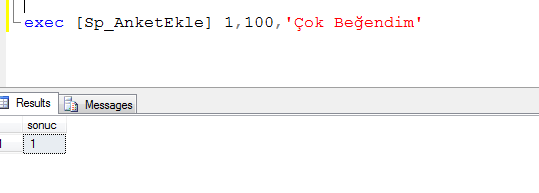 exec [Sp_AnketEkle] 1,100,'Çok Beğendim'
Results Messages
sonuc
1 1